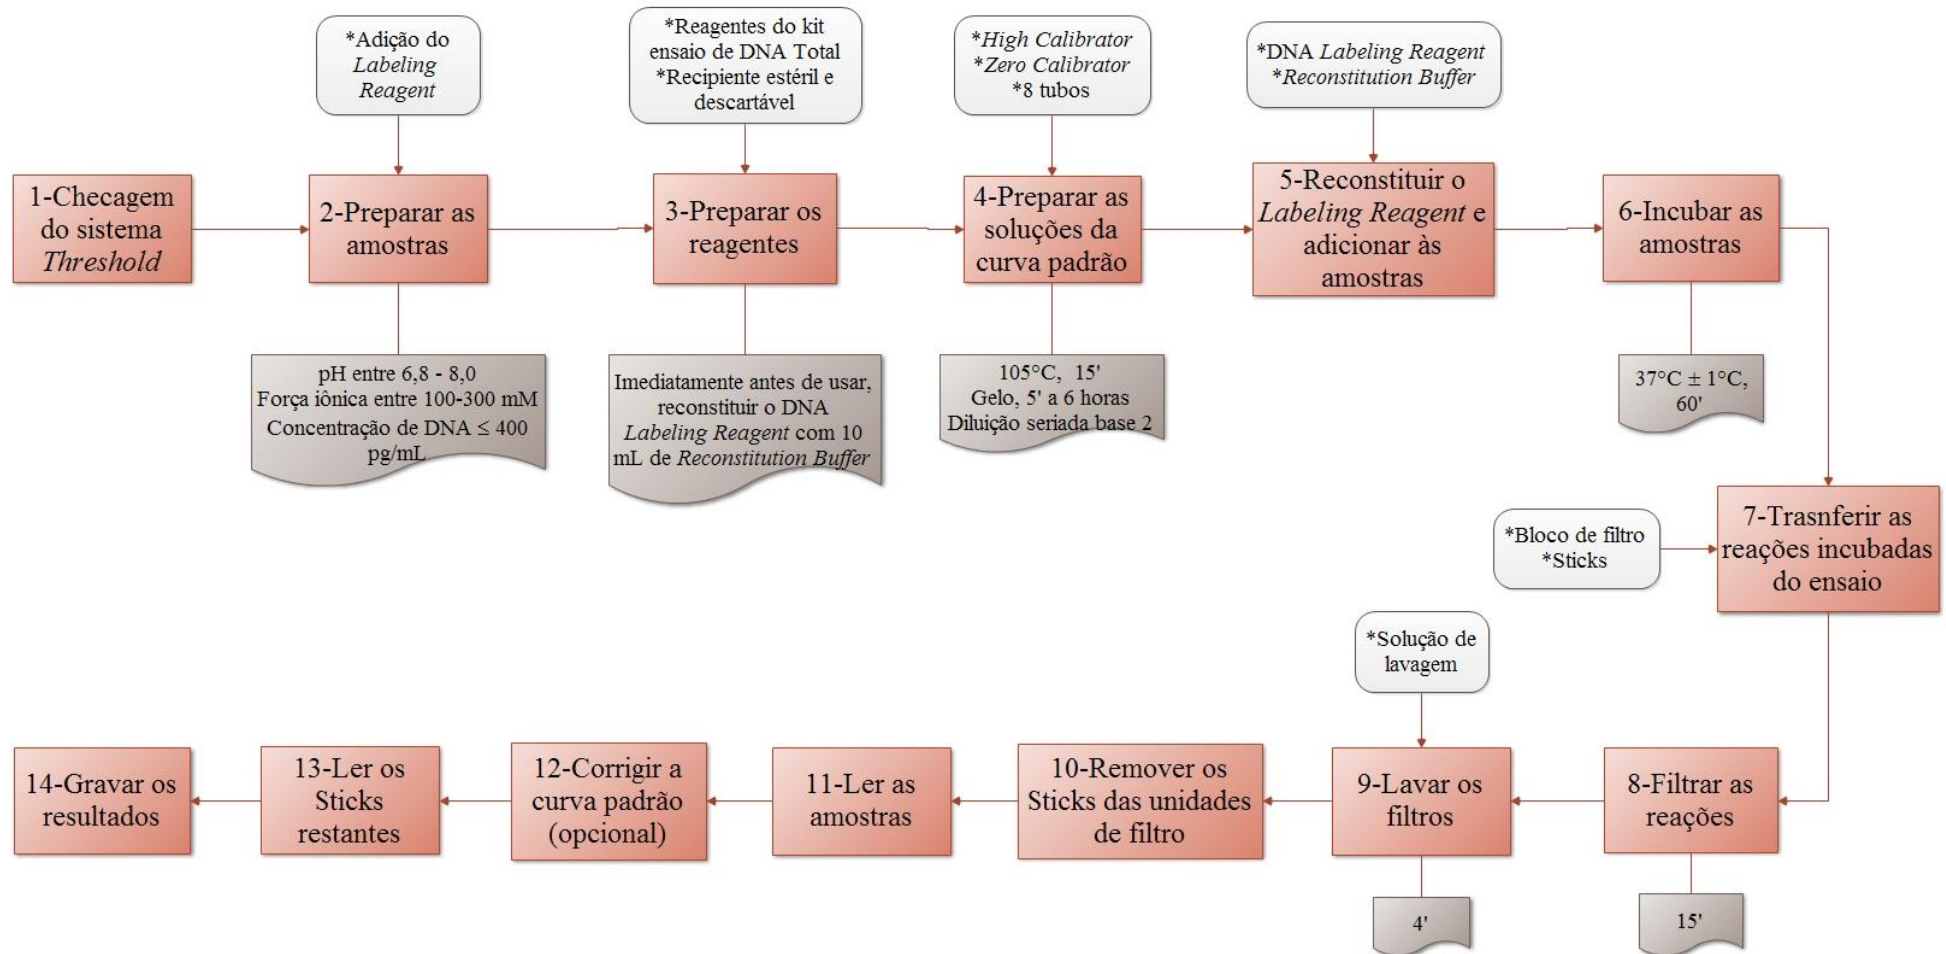 *Adição do
Labeling
Reagent
*Reagentes do kit
ensaio de DNA Total
*Recipiente estéril e
descartável
*High Calibrator
*Zero Calibrator
*8 tubos
*DNA Labeling Reagent
*Reconstitution Buffer
1-Checagem
do sistema
Threshold
2-Preparar as
amostras
3-Preparar os
reagentes
4-Preparar as
soluções da
curva padrão
5-Reconstituir o
Labeling Reagent e
adicionar às
amostras
6-Incubar as
amostras
pH entre 6,8 - 8,0
Força iônica entre 100-300 mM
Concentração de DNA ≤ 400
pg/mL
Imediatamente antes de usar,
reconstituir o DNA
Labeling Reagent com 10
mL de Reconstitution Buffer
105°C, 15'
Gelo, 5' a 6 horas
Diluição seriada base 2
37°C ± 1°C,
60'
*Bloco de filtro
*Sticks
7-Trasnferir as
reações incubadas
do ensaio
*Solução de
lavagem
14-Gravar os
resultados
13-Ler os
Sticks
restantes
12-Corrigir a
curva padrão
(opcional)
11-Ler as
amostras
10-Remover os
Sticks das unidades
de filtro
9-Lavar os
filtros
8-Filtrar as
reações
4'
15'